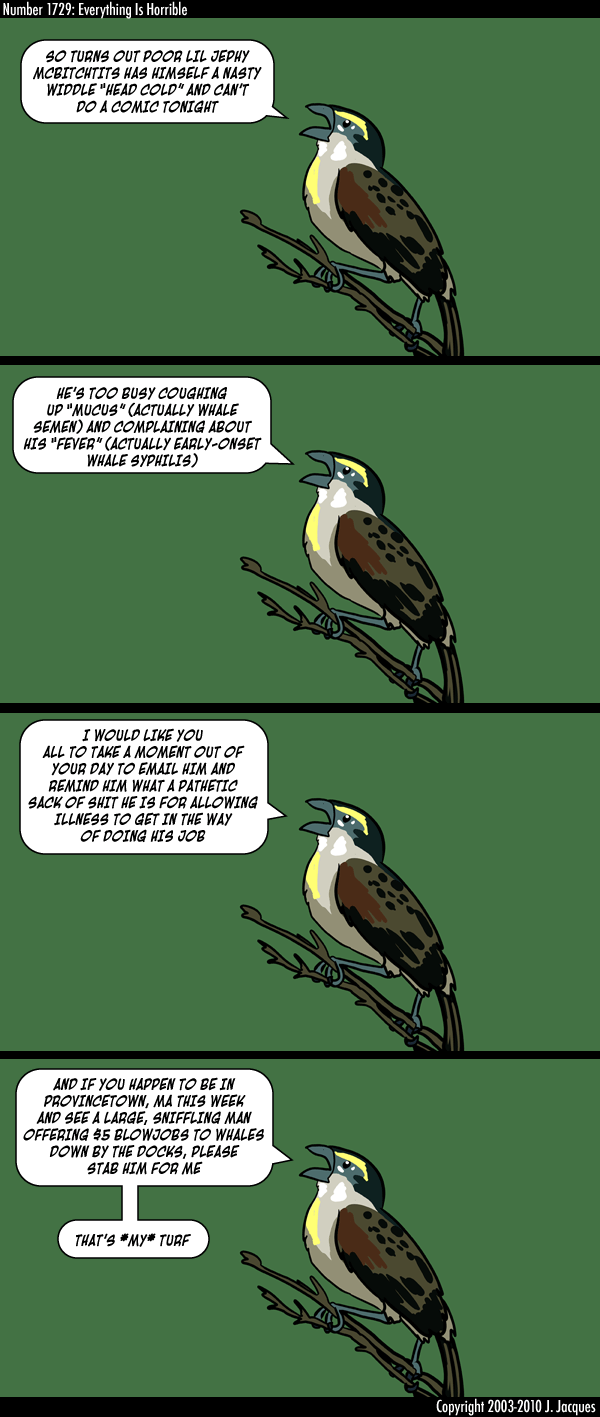 Number 1729: Everything Is Horrible
SO TURNS OUT POOR LIL JEPHY
MCBITCHTITS HAS HIMSELF A NASTY
WIDDLE "HEAD COLD" AND CAN'T
DO A COMIC TONIGHT
HE'S TOO BUSY COUGHING
UP "MUCUS" (ACTUALLY WHALE
SEMEN) AND COMPLAINING ABOUT
HIS "FEVER" (ACTUALLY EARLY-ONSET
WHALE SYPHILIS)
I WOULD LIKE YOU
ALL TO TAKE A MOMENT OUT OF
YOUR DAY TO EMAIL HIM AND
REMIND HIM WHAT A PATHETIC
SACK OF SHIT HE IS FOR ALLOWING
ILLNESS TO GET IN THE WAY
OF DOING HIS JOB
AND IF YOU HAPPEN TO BE IN
PROVINCETOWN, MA THIS WEEK
AND SEE A LARGE, SNIFFLING MAN
OFFERING $5 BLOWJOBS TO WHALES
DOWN BY THE DOCKS, PLEASE
STAB HIM FOR ME
THAT'S *MY* TURF
Copyright 2003-2010 J. Jacques